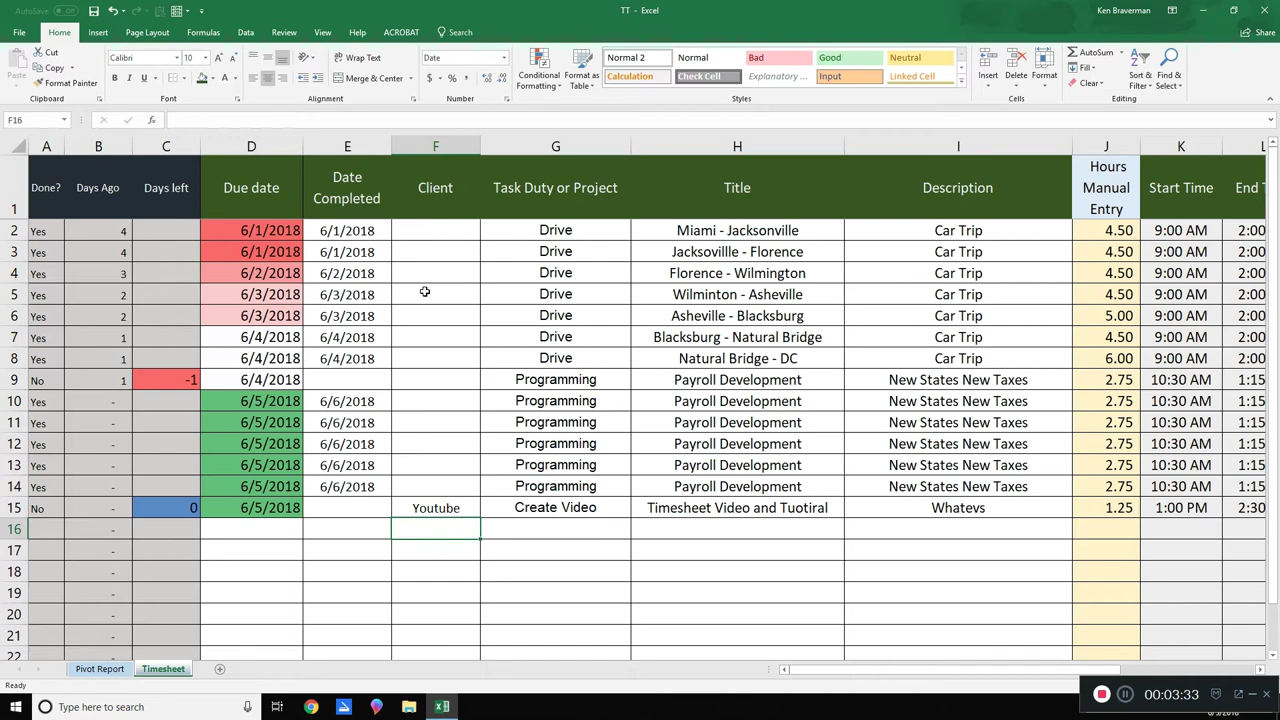 AutoSave Off
TT - Excel
Ken Braverman
File Home Insert Page Layout Formulas Data Review View Help ACROBAT Search Share
Paste Cut Copy Format Painter Clipboard
Calibri 10 B I U A A A Font
Wrap Text Merge & Center Alignment
Date $ % Number
Conditional Formatting Format as Table
Normal 2 Normal Bad Good Neutral
Calculation Check Cell Explanatory ... Input Linked Cell
Styles
Insert Delete Format Cells
AutoSum Fill Clear Sort & Filter Find & Select Editing
F16 fx
A B C D E F G H I J K L
1 Done? Days Ago Days left Due date Date Completed Client Task Duty or Project Title Description Hours Manual Entry Start Time End T
2 Yes 4 6/1/2018 6/1/2018 Drive Miami - Jacksonville Car Trip 4.50 9:00 AM 2:00
3 Yes 4 6/1/2018 6/1/2018 Drive Jacksonvillle - Florence Car Trip 4.50 9:00 AM 2:00
4 Yes 3 6/2/2018 6/2/2018 Drive Florence - Wilmington Car Trip 4.50 9:00 AM 2:00
5 Yes 2 6/3/2018 6/3/2018 Drive Wilminton - Asheville Car Trip 4.50 9:00 AM 2:00
6 Yes 2 6/3/2018 6/3/2018 Drive Asheville - Blacksburg Car Trip 5.00 9:00 AM 2:00
7 Yes 1 6/4/2018 6/4/2018 Drive Blacksburg - Natural Bridge Car Trip 4.50 9:00 AM 2:00
8 Yes 1 6/4/2018 6/4/2018 Drive Natural Bridge - DC Car Trip 6.00 9:00 AM 2:00
9 No 1 -1 6/4/2018 Programming Payroll Development New States New Taxes 2.75 10:30 AM 1:15
10 Yes - 6/5/2018 6/6/2018 Programming Payroll Development New States New Taxes 2.75 10:30 AM 1:15
11 Yes - 6/5/2018 6/6/2018 Programming Payroll Development New States New Taxes 2.75 10:30 AM 1:15
12 Yes - 6/5/2018 6/6/2018 Programming Payroll Development New States New Taxes 2.75 10:30 AM 1:15
13 Yes - 6/5/2018 6/6/2018 Programming Payroll Development New States New Taxes 2.75 10:30 AM 1:15
14 Yes - 6/5/2018 6/6/2018 Programming Payroll Development New States New Taxes 2.75 10:30 AM 1:15
15 No 0 6/5/2018 Youtube Create Video Timesheet Video and Tuotiral Whatevs 1.25 1:00 PM 2:30
16 -
17 -
18 -
19 -
20 -
21 -
22 -
Pivot Report Timesheet
Ready
Type here to search
00:03:33